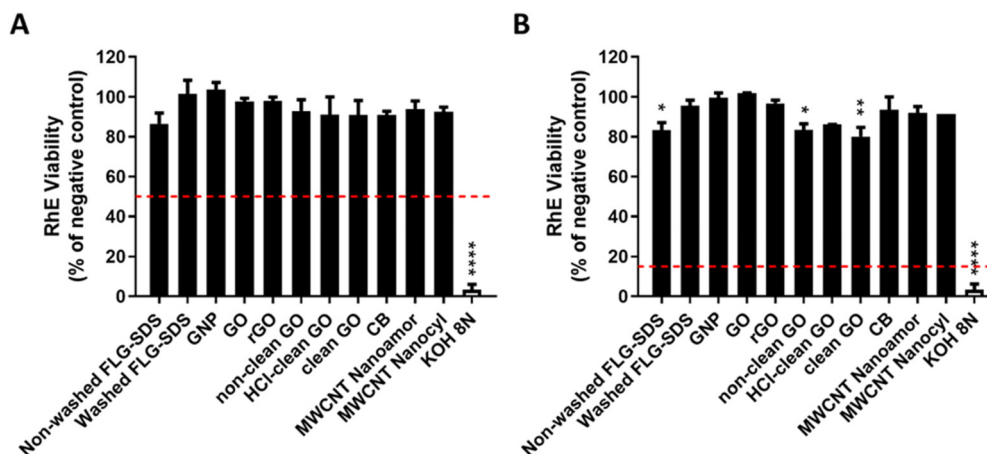 A
RhE Viability
(% of negative control)
120
100
80
60
40
20
0
****
Non-washed FLG-SDS
Washed FLG-SDS
GNP
GO
rGO
non-clean GO
HCl-clean GO
clean GO
CB
MWCNT Nanoamor
MWCNT Nanocyl
KOH 8N
B
RhE Viability
(% of negative control)
120
100
80
60
40
20
0
*
*
**
****
Non-washed FLG-SDS
Washed FLG-SDS
GNP
GO
rGO
non-clean GO
HCl-clean GO
clean GO
CB
MWCNT Nanoamor
MWCNT Nanocyl
KOH 8N